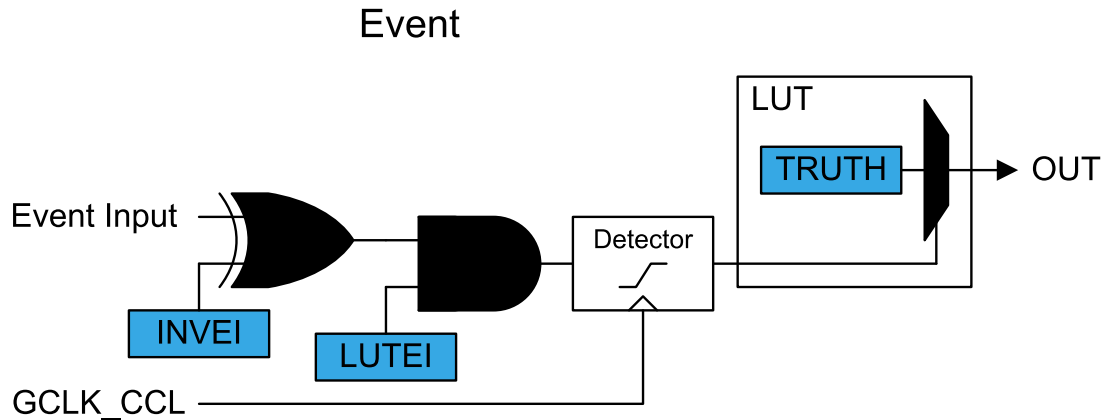 Event
LUT
TRUTH
OUT
Event Input
Detector
INVEI
LUTEI
GCLK_CCL